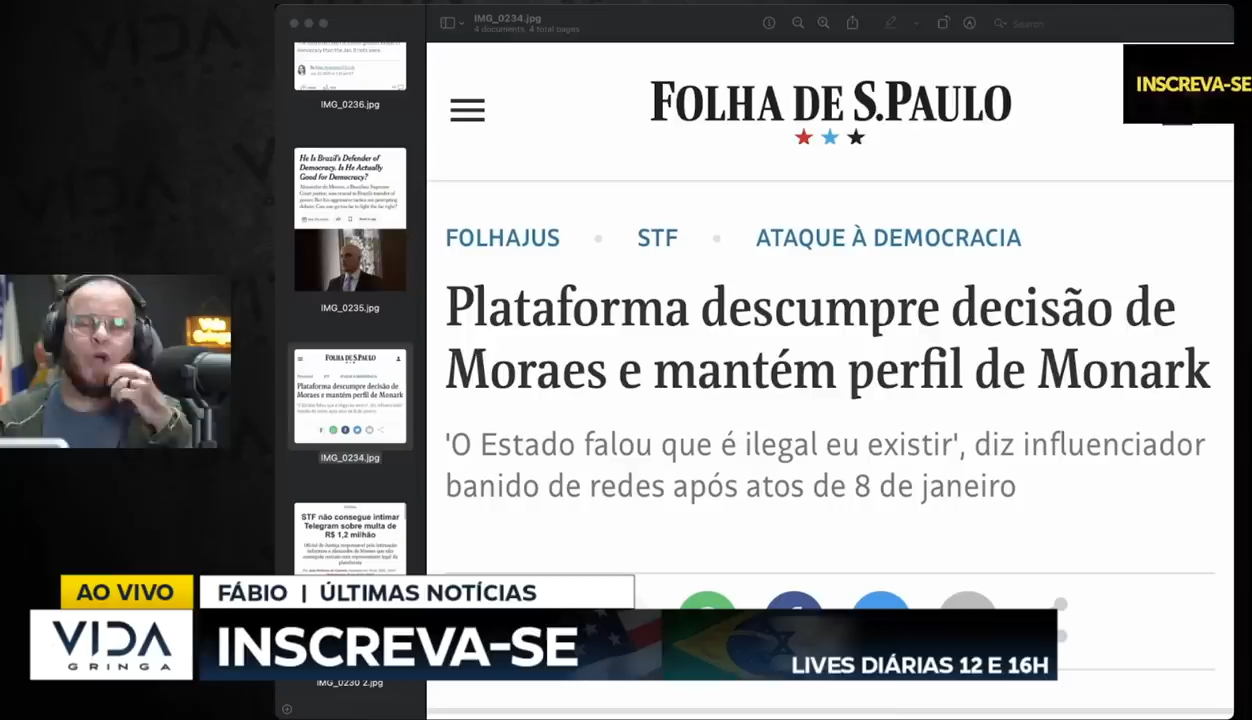 VIDA
IMG_0234.jpg
4 documents, 4 total pages
Search
IMG_0236.jpg
He Is Brazil's Defender of
Democracy. Is He Actually
Good for Democracy?
IMG_0235.jpg
FOLHA DE S.PAULO
Plataforma descumpre decisão de
Moraes e mantém perfil de Monark
IMG_0234.jpg
STF não consegue intimar
Telegram sobre multa de
R$ 1,2 milhão
IMG_0230 2.jpg
FOLHA DE S.PAULO
INSCREVA-SE
FOLHAJUS • STF • ATAQUE À DEMOCRACIA
Plataforma descumpre decisão de
Moraes e mantém perfil de Monark
'O Estado falou que é ilegal eu existir', diz influenciador
banido de redes após atos de 8 de janeiro
AO VIVO
FÁBIO | ÚLTIMAS NOTÍCIAS
VIDA
GRINGA
INSCREVA-SE
LIVES DIÁRIAS 12 E 16H